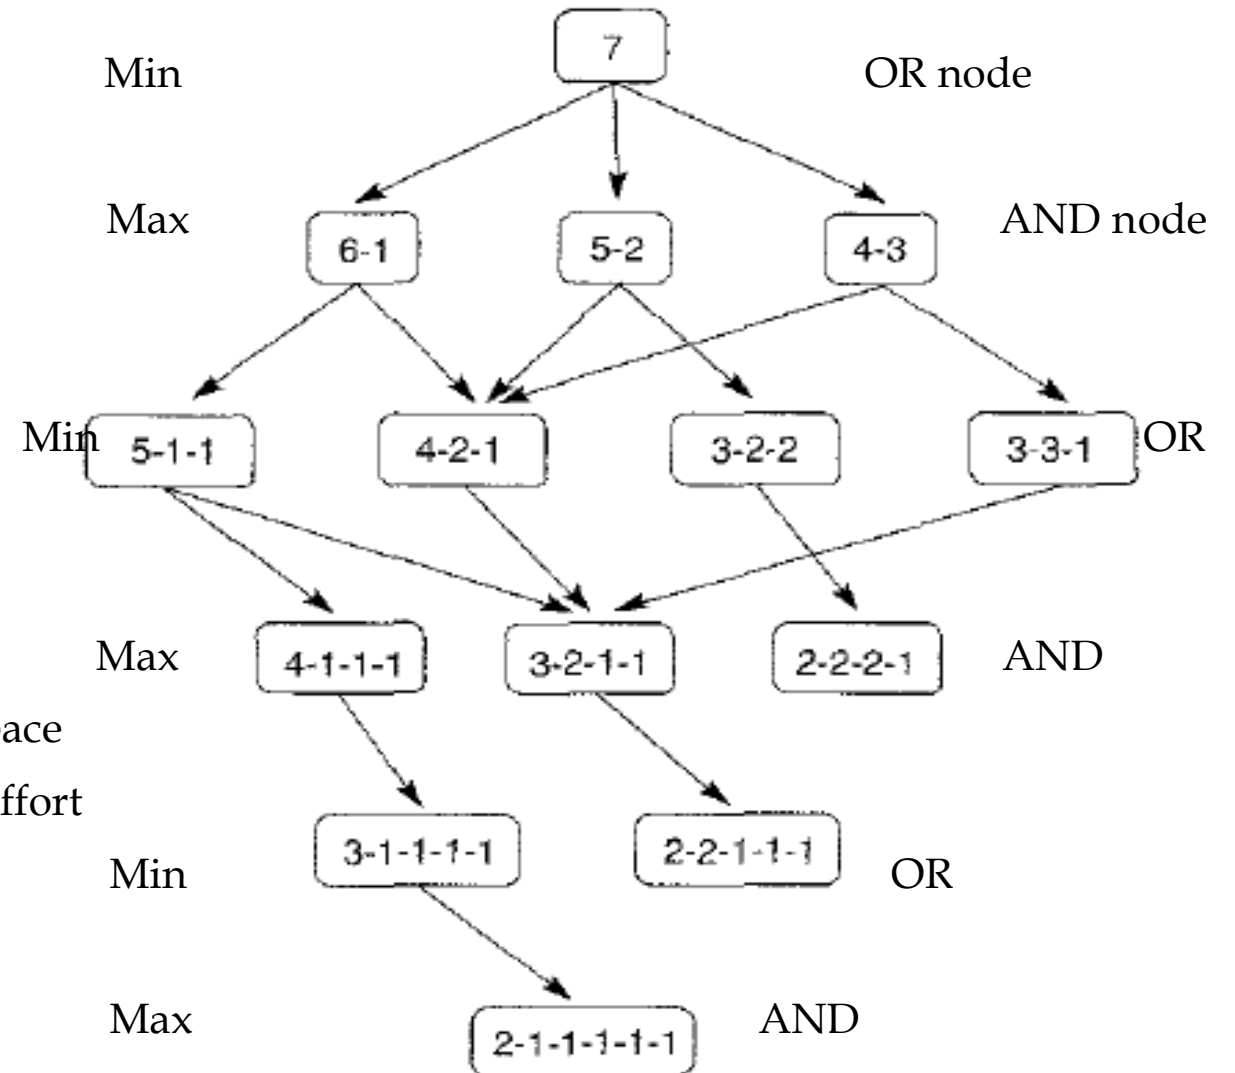 7
Min OR node
Max 6-1 5-2 4-3 AND node
Min 5-1-1 4-2-1 3-2-2 3-3-1 OR
Max 4-1-1-1 3-2-1-1 2-2-2-1 AND
ace
ffort
Min 3-1-1-1-1 2-2-1-1-1 OR
Max 2-1-1-1-1-1 AND